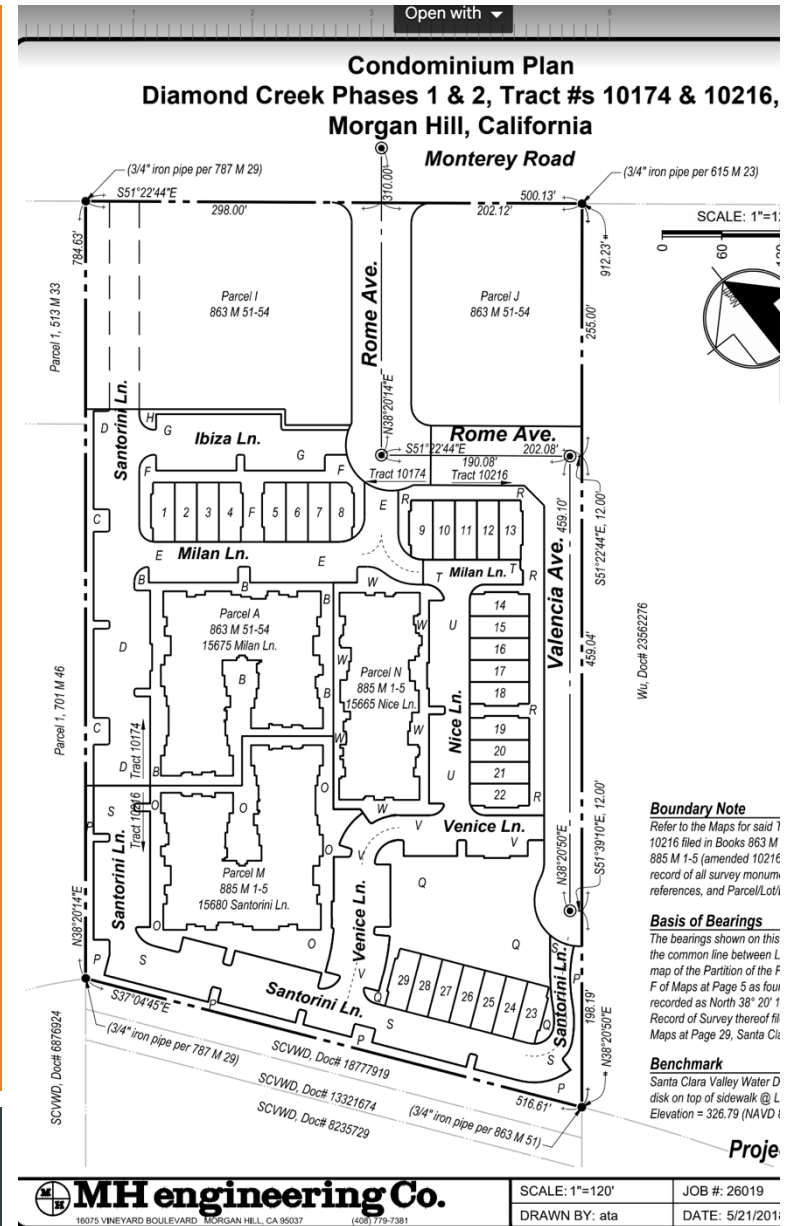 Open with
1
2
3
5
Condominium Plan
Diamond Creek Phases 1 & 2, Tract #s 10174 & 10216,
Morgan Hill, California
Monterey Road
(3/4" iron pipe per 787 M 29)
(3/4" iron pipe per 615 M 23)
S51°22'44"E
310.00'
500.13'
298.00'
202.12'
SCALE: 1"=12
0
60
120
784.63'
912.23'
North
Parcel 1, 513 M 33
Parcel I
863 M 51-54
Rome Ave.
Parcel J
863 M 51-54
255.00'
N38°20'14"E
D
Santorini Ln.
H
G
Ibiza Ln.
G
Rome Ave.
S51°22'44"E
202.08'
190.08'
F
F
Tract 10174
Tract 10216
C
1
2
3
4
F
5
6
7
8
E
R
R
9
10
11
12
13
459.10'
S51°22'44"E, 12.00'
E
Milan Ln.
E
Milan Ln.
T
T
R
B
B
B
W
Valencia Ave.
Parcel A
863 M 51-54
15675 Milan Ln.
B
D
B
W
W
W
Parcel N
885 M 1-5
15665 Nice Ln.
W
U
14
15
16
17
18
459.04'
Wu, Doc# 23562276
Parcel 1, 701 M 46
C
Tract 10174
D
B
W
Nice Ln.
U
R
19
20
21
22
R
Tract 10216
S
P
O
O
O
O
W
Venice Ln.
V
V
Parcel M
885 M 1-5
15680 Santorini Ln.
Santorini Ln.
Q
N38°20'50"E
S51°39'10"E, 12.00'
N38°20'14"E
O
O
Venice Ln.
Q
S
P
S
P
V
29
28
27
26
25
24
23
Q
Q
S
Santorini Ln.
P
198.19'
S37°04'45"E
P
Santorini Ln.
S
P
S
P
N38°20'50"E
(3/4" iron pipe per 787 M 29)
SCVWD, Doc# 6876924
SCVWD, Doc# 18777919
SCVWD, Doc# 13321674
SCVWD, Doc# 8235729
(3/4" iron pipe per 863 M 51)
516.61'
Boundary Note
Refer to the Maps for said T
10216 filed in Books 863 M
885 M 1-5 (amended 10216
record of all survey monume
references, and Parcel/Lot/
Basis of Bearings
The bearings shown on this
the common line between L
map of the Partition of the R
F of Maps at Page 5 as four
recorded as North 38° 20' 1
Record of Survey thereof file
Maps at Page 29, Santa Cla
Benchmark
Santa Clara Valley Water D
disk on top of sidewalk @ L
Elevation = 326.79 (NAVD 8
Proje
MH
MH engineering Co.
16075 VINEYARD BOULEVARD MORGAN HILL, CA 95037 (408) 779-7381
SCALE: 1"=120'
JOB #: 26019
DRAWN BY: ata
DATE: 5/21/2018